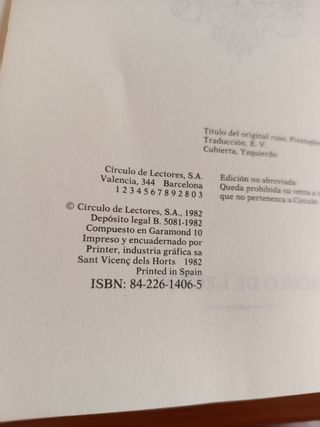 Título del original ruso,
Traducción, E. V
Cubierta, Yzquierdo
Círculo de Lectores, S.A.
Valencia, 344 Barcelona
1 2 3 4 5 6 7 8 9 2 8 0 3
Edición no abreviada
Queda prohibida su venta a
que no pertenezca a Círculo
© Círculo de Lectores, S.A., 1982
Depósito legal B. 5081-1982
Compuesto en Garamond 10
Impreso y encuadernado por
Printer, industria gráfica sa
Sant Vicenç dels Horts 1982
Printed in Spain
ISBN: 84-226-1406-5